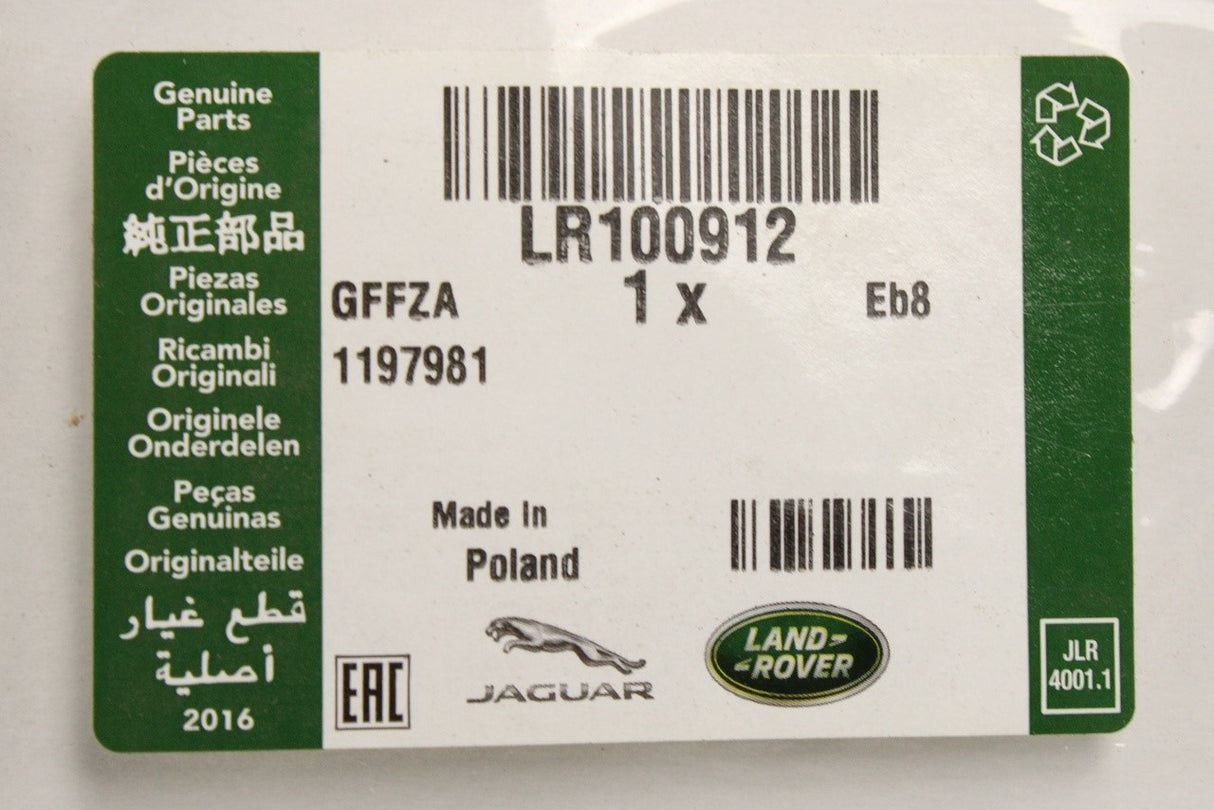 Genuine
Parts
Pièces
d'Origine
純正部品
Piezas
Originales
Ricambi
Originali
Originele
Onderdelen
Peças
Genuinas
Originalteile
قطع غيار
أصلية
2016
LR100912
GFFZA 1 x Eb8
1197981
Made in
Poland
EAC
JAGUAR
LAND-
-ROVER
JLR
4001.1